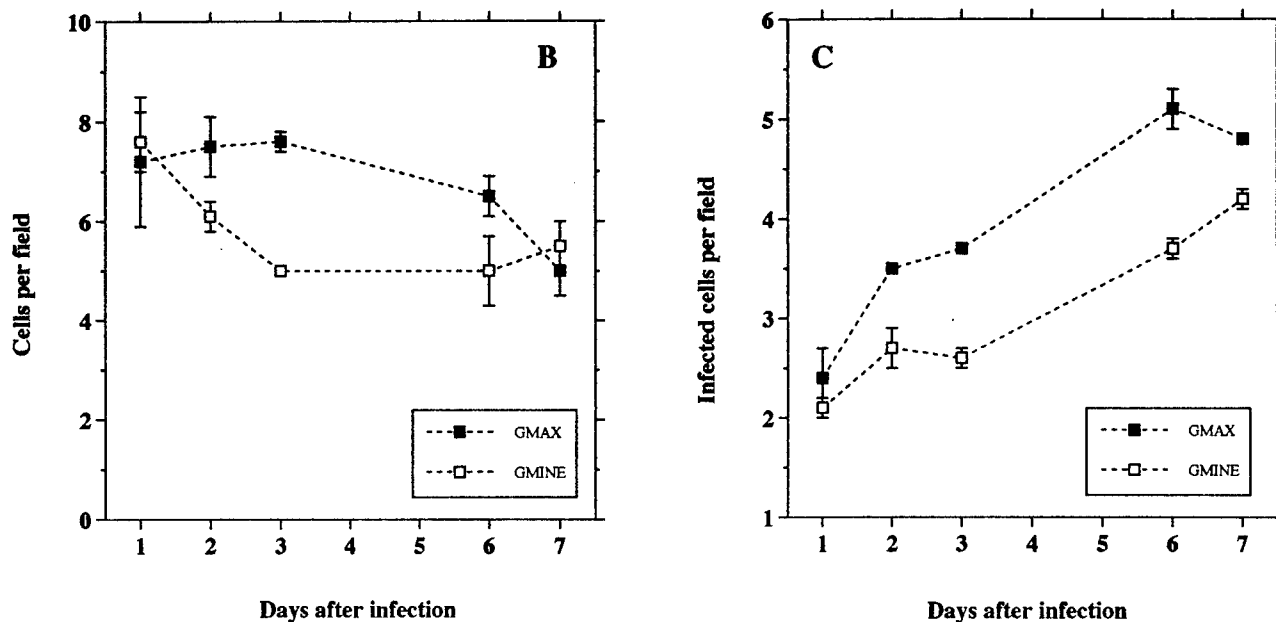 B
Cells per field
10
8
6
4
2
0
GMAX
GMINE
1 2 3 4 5 6 7
Days after infection
C
Infected cells per field
6
5
4
3
2
1
GMAX
GMINE
1 2 3 4 5 6 7
Days after infection